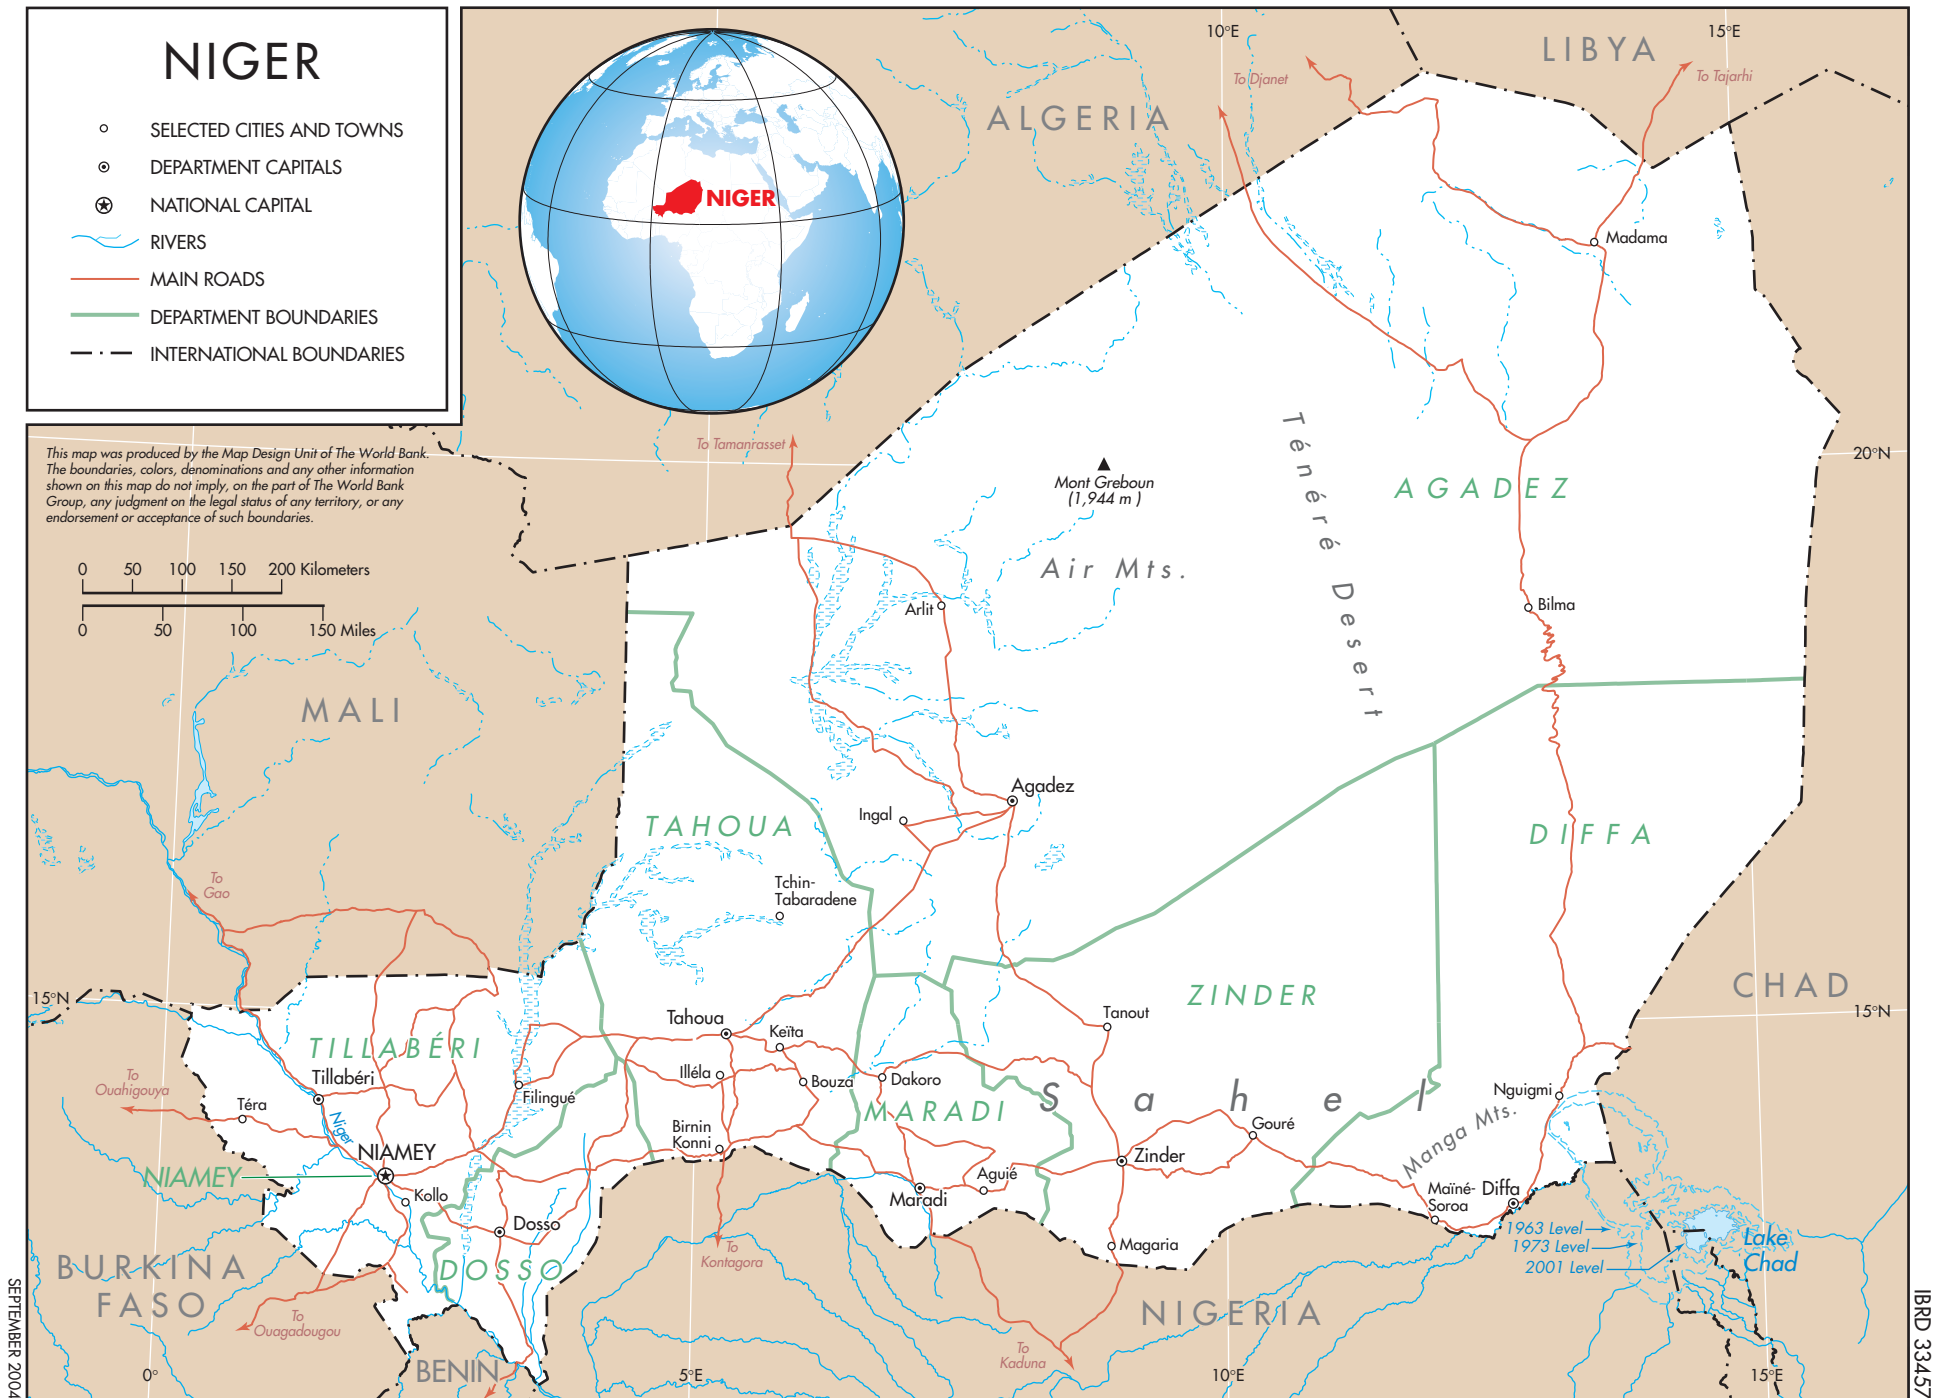 NIGER
SELECTED CITIES AND TOWNS
DEPARTMENT CAPITALS
NATIONAL CAPITAL
RIVERS
MAIN ROADS
DEPARTMENT BOUNDARIES
INTERNATIONAL BOUNDARIES
This map was produced by the Map Design Unit of The World Bank.
The boundaries, colors, denominations and any other information
shown on this map do not imply, on the part of The World Bank
Group, any judgment on the legal status of any territory, or any
endorsement or acceptance of such boundaries.
0 50 100 150 200 Kilometers
0 50 100 150 Miles
NIGER
10°E
15°E
LIBYA
To Djanet
To Tajarhi
ALGERIA
Madama
To Tamanrasset
Mont Greboun
(1,944 m )
Ténéré Desert
AGADEZ
20°N
Air Mts.
Arlit
Bilma
MALI
Agadez
Ingal
TAHOUA
DIFFA
Tchin-
Tabaradene
To
Gao
15°N
CHAD
ZINDER
15°N
Tanout
Tahoua
Keïta
TILLABÉRI
Tillabéri
Illéla
Bouza
Dakoro
Filingué
To
Ouahigouya
Téra
MARADI
Sahel
Nguigmi
Manga Mts.
Gouré
Niger
Birnin
Konni
NIAMEY
NIAMEY
Zinder
Aguié
Kollo
Maradi
Maïné-
Soroa
Diffa
Dosso
Magaria
1963 Level
1973 Level
2001 Level
Lake
Chad
To
Kontagora
BURKINA
FASO
DOSSO
To
Ouagadougou
NIGERIA
To
Kaduna
BENIN
0°
5°E
10°E
15°E
SEPTEMBER 2004
IBRD 33457